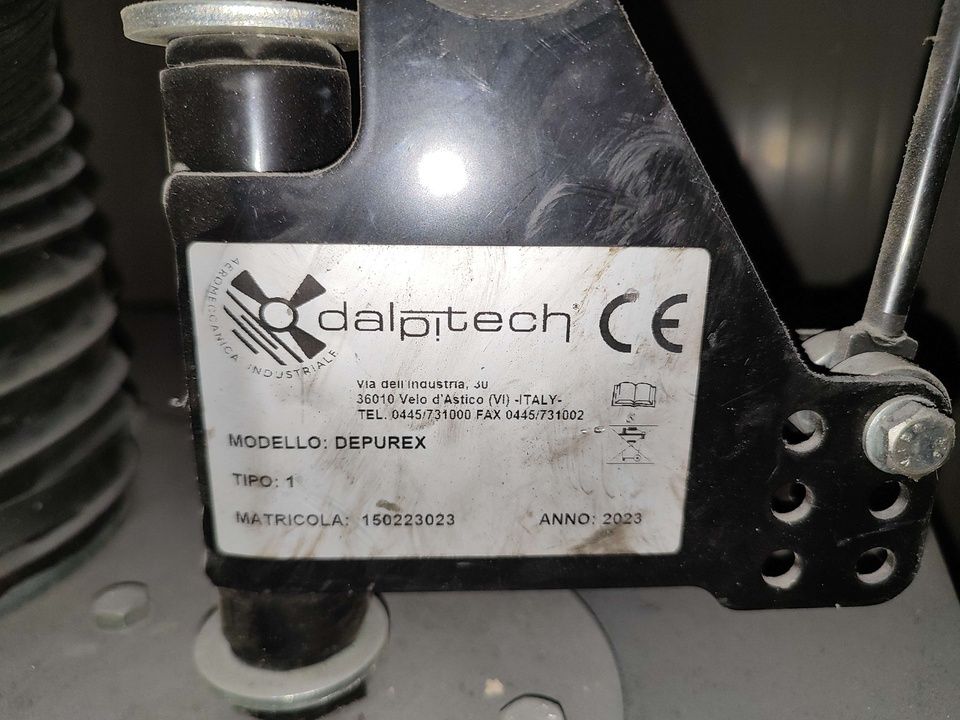 AEROMECCANICA INDUSTRIALE
dalpitech®
CE
Via dell'Industria, 30
36010 Velo d'Astico (VI) -ITALY-
TEL. 0445/731000 FAX 0445/731002
MODELLO: DEPUREX
TIPO: 1
MATRICOLA: 150223023 ANNO: 2023